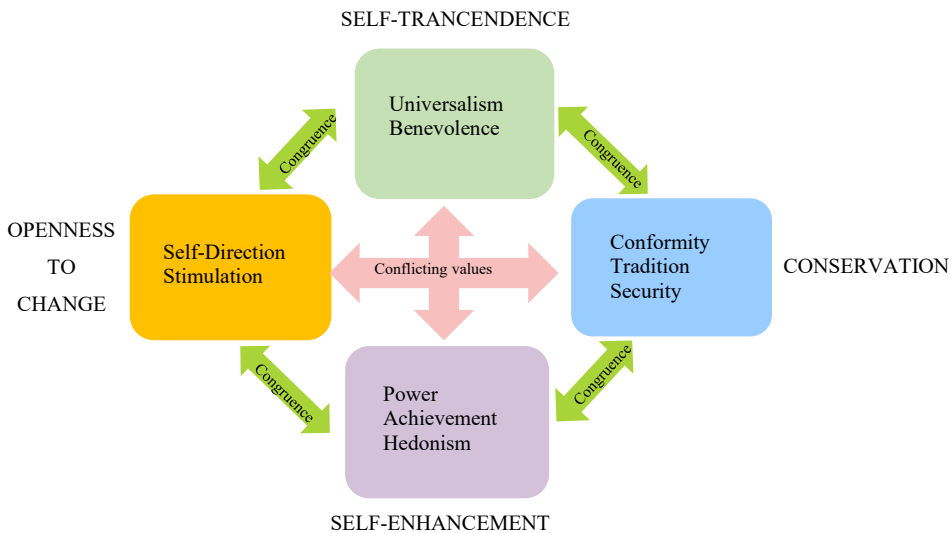 SELF-TRANCENDENCE
Universalism
Benevolence
Congruence
Congruence
OPENNESS
TO
CHANGE
Self-Direction
Stimulation
Conflicting values
Conformity
Tradition
Security
CONSERVATION
Congruence
Congruence
Power
Achievement
Hedonism
SELF-ENHANCEMENT